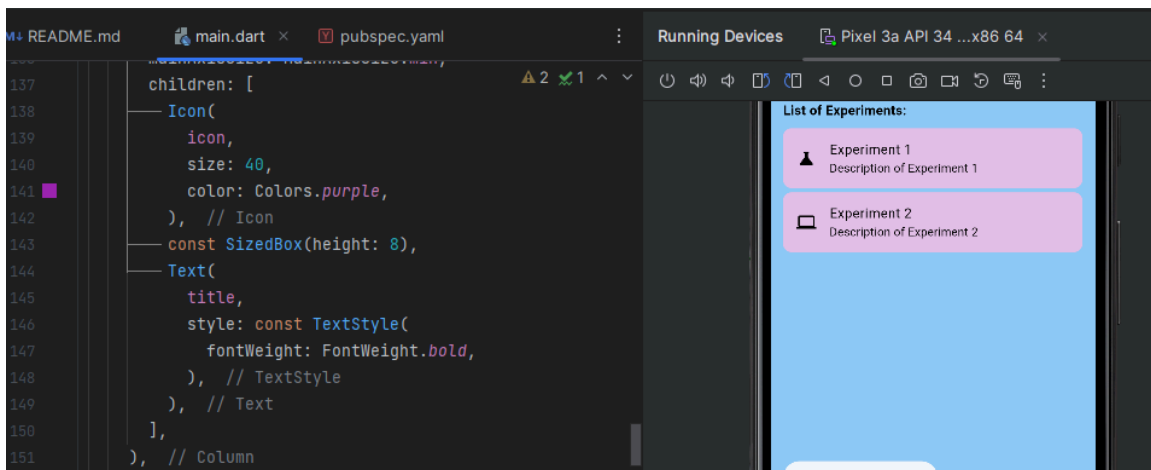 README.md main.dart pubspec.yaml Running Devices Pixel 3a API 34 ...x86 64
137 children: [ 2 1
138 Icon(
139 icon,
140 size: 40,
141 color: Colors.purple,
142 ), // Icon
143 const SizedBox(height: 8),
144 Text(
145 title,
146 style: const TextStyle(
147 fontWeight: FontWeight.bold,
148 ), // TextStyle
149 ), // Text
150 ],
151 ), // Column
List of Experiments:
Experiment 1
Description of Experiment 1
Experiment 2
Description of Experiment 2